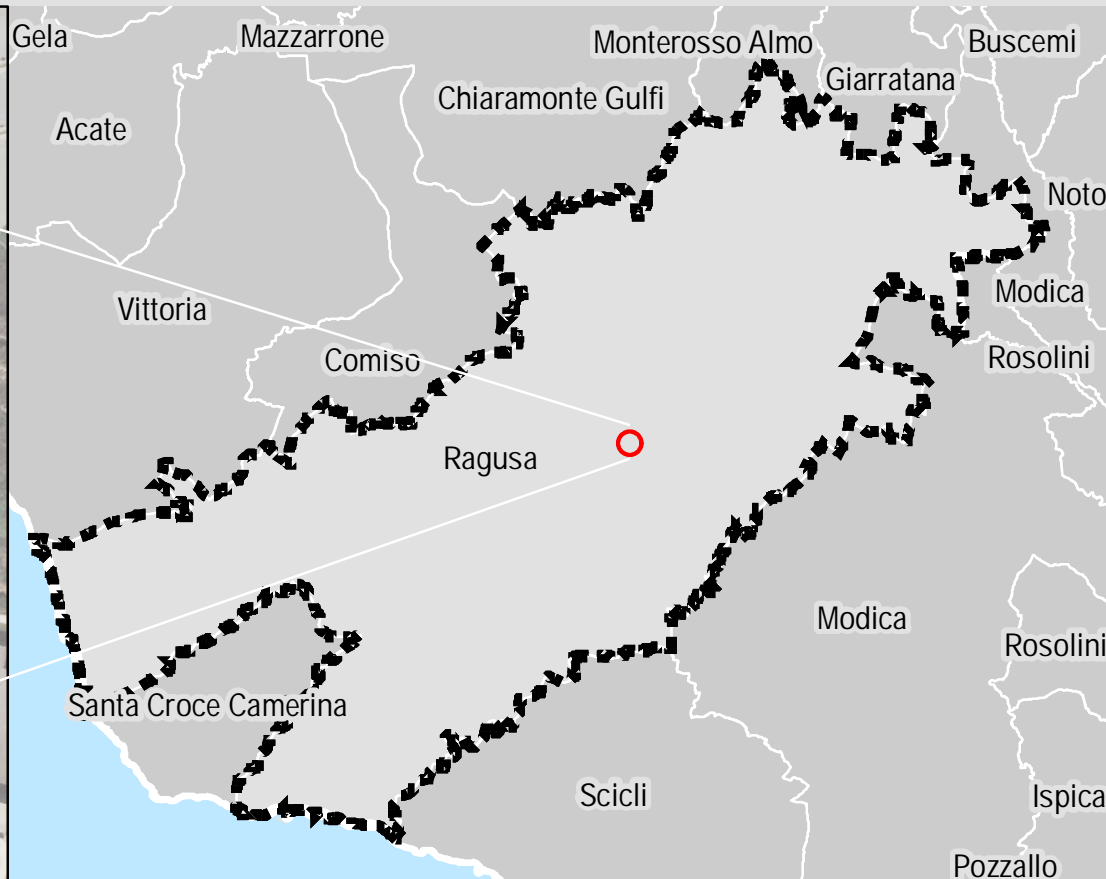 Gela
Mazzarrone
Monterosso Almo
Buscemi
Giarratana
Chiaramonte Gulfi
Acate
Noto
Modica
Vittoria
Rosolini
Comiso
Ragusa
Modica
Rosolini
Santa Croce Camerina
Scicli
Ispica
Pozzallo